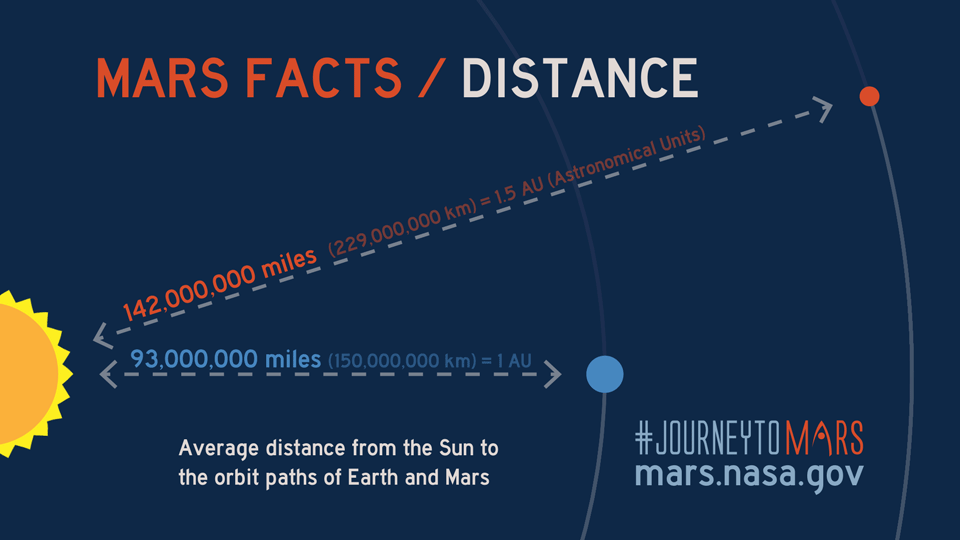 MARS FACTS / DISTANCE
142,000,000 miles (229,000,000 km) = 1.5 AU (Astronomical Units)
93,000,000 miles (150,000,000 km) = 1 AU
Average distance from the Sun to
the orbit paths of Earth and Mars
#JOURNEYTOMARS
mars.nasa.gov